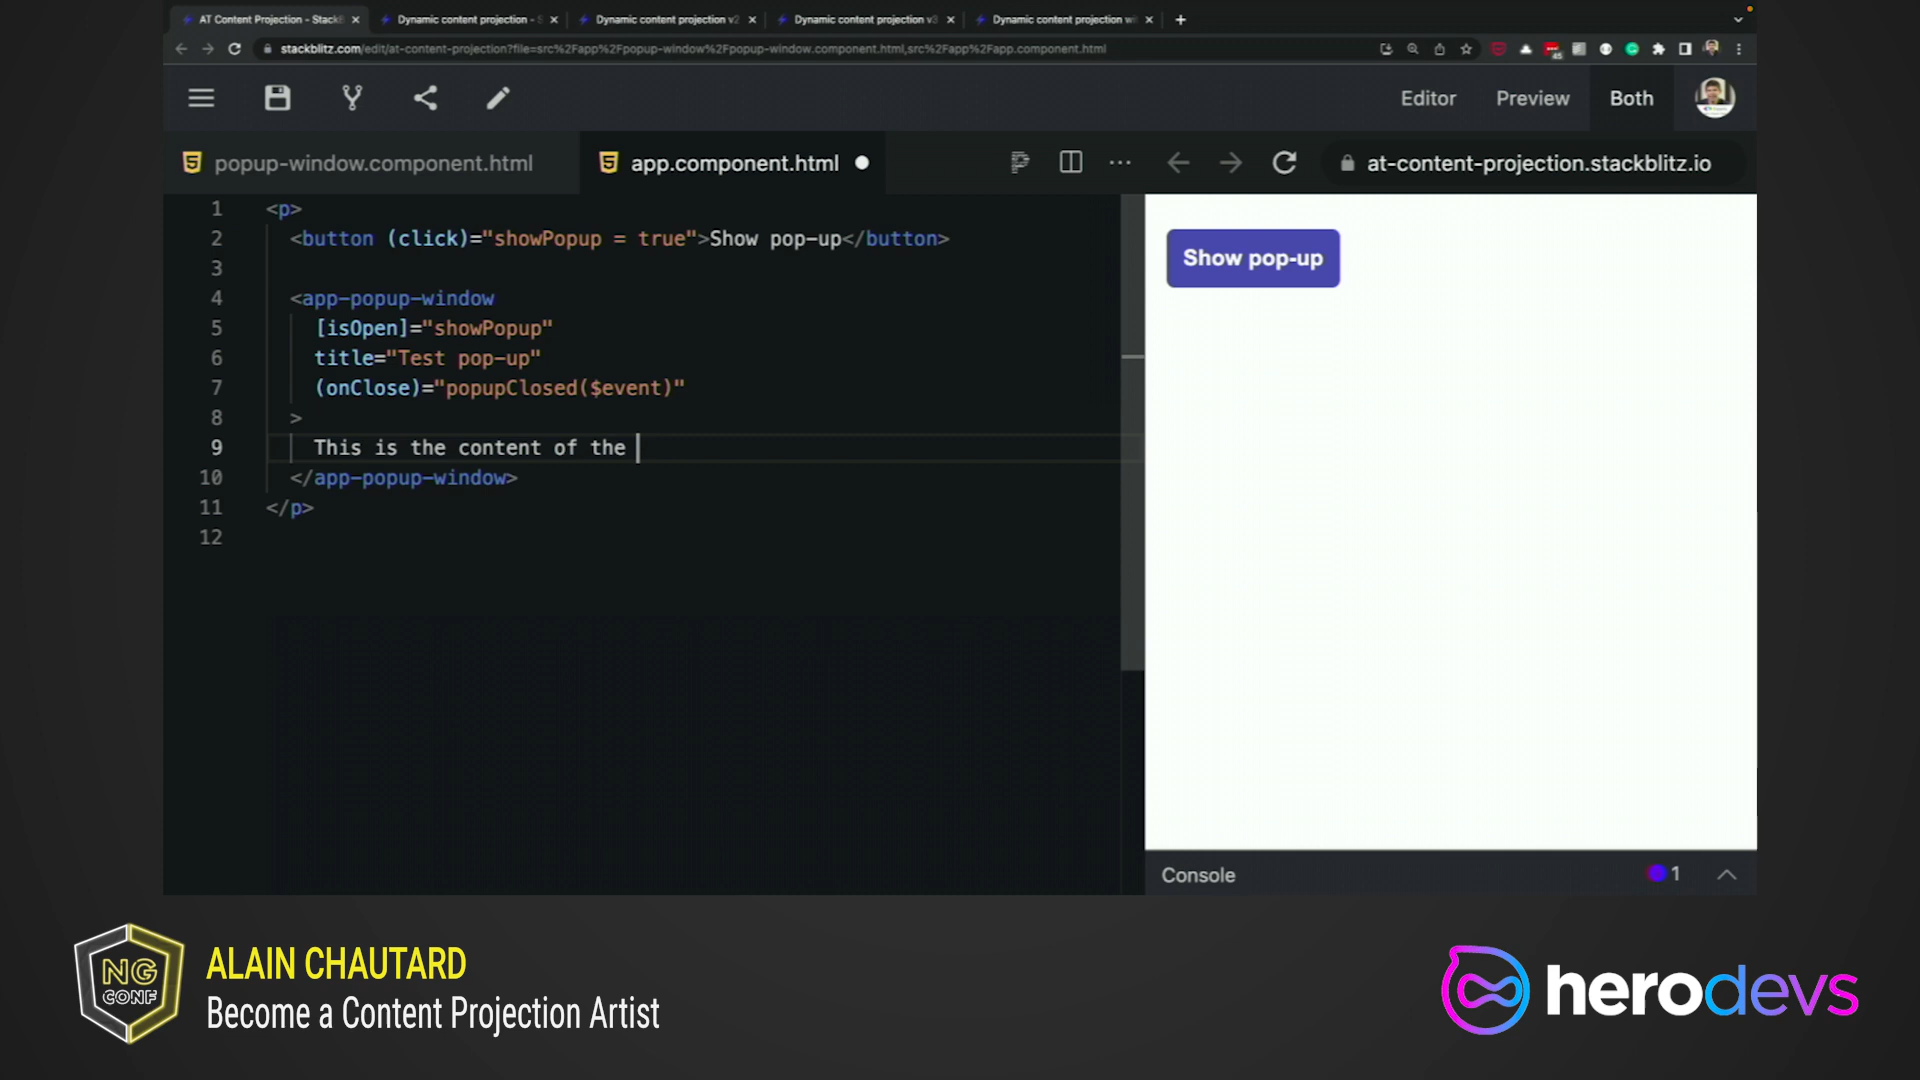 AT Content Projection - StackB
Dynamic content projection - S
Dynamic content projection v2
Dynamic content projection v3
Dynamic content projection wi
stackblitz.com/edit/at-content-projection?file=src%2Fapp%2Fpopup-window%2Fpopup-window.component.html,src%2Fapp%2Fapp.component.html
Editor
Preview
Both
popup-window.component.html
app.component.html
at-content-projection.stackblitz.io
1 <p>
2 <button (click)="showPopup = true">Show pop-up</button>
3
4 <app-popup-window
5 [isOpen]="showPopup"
6 title="Test pop-up"
7 (onClose)="popupClosed($event)"
8 >
9 This is the content of the
10 </app-popup-window>
11 </p>
12
Show pop-up
Console
1
NG
CONF
ALAIN CHAUTARD
Become a Content Projection Artist
herodevs